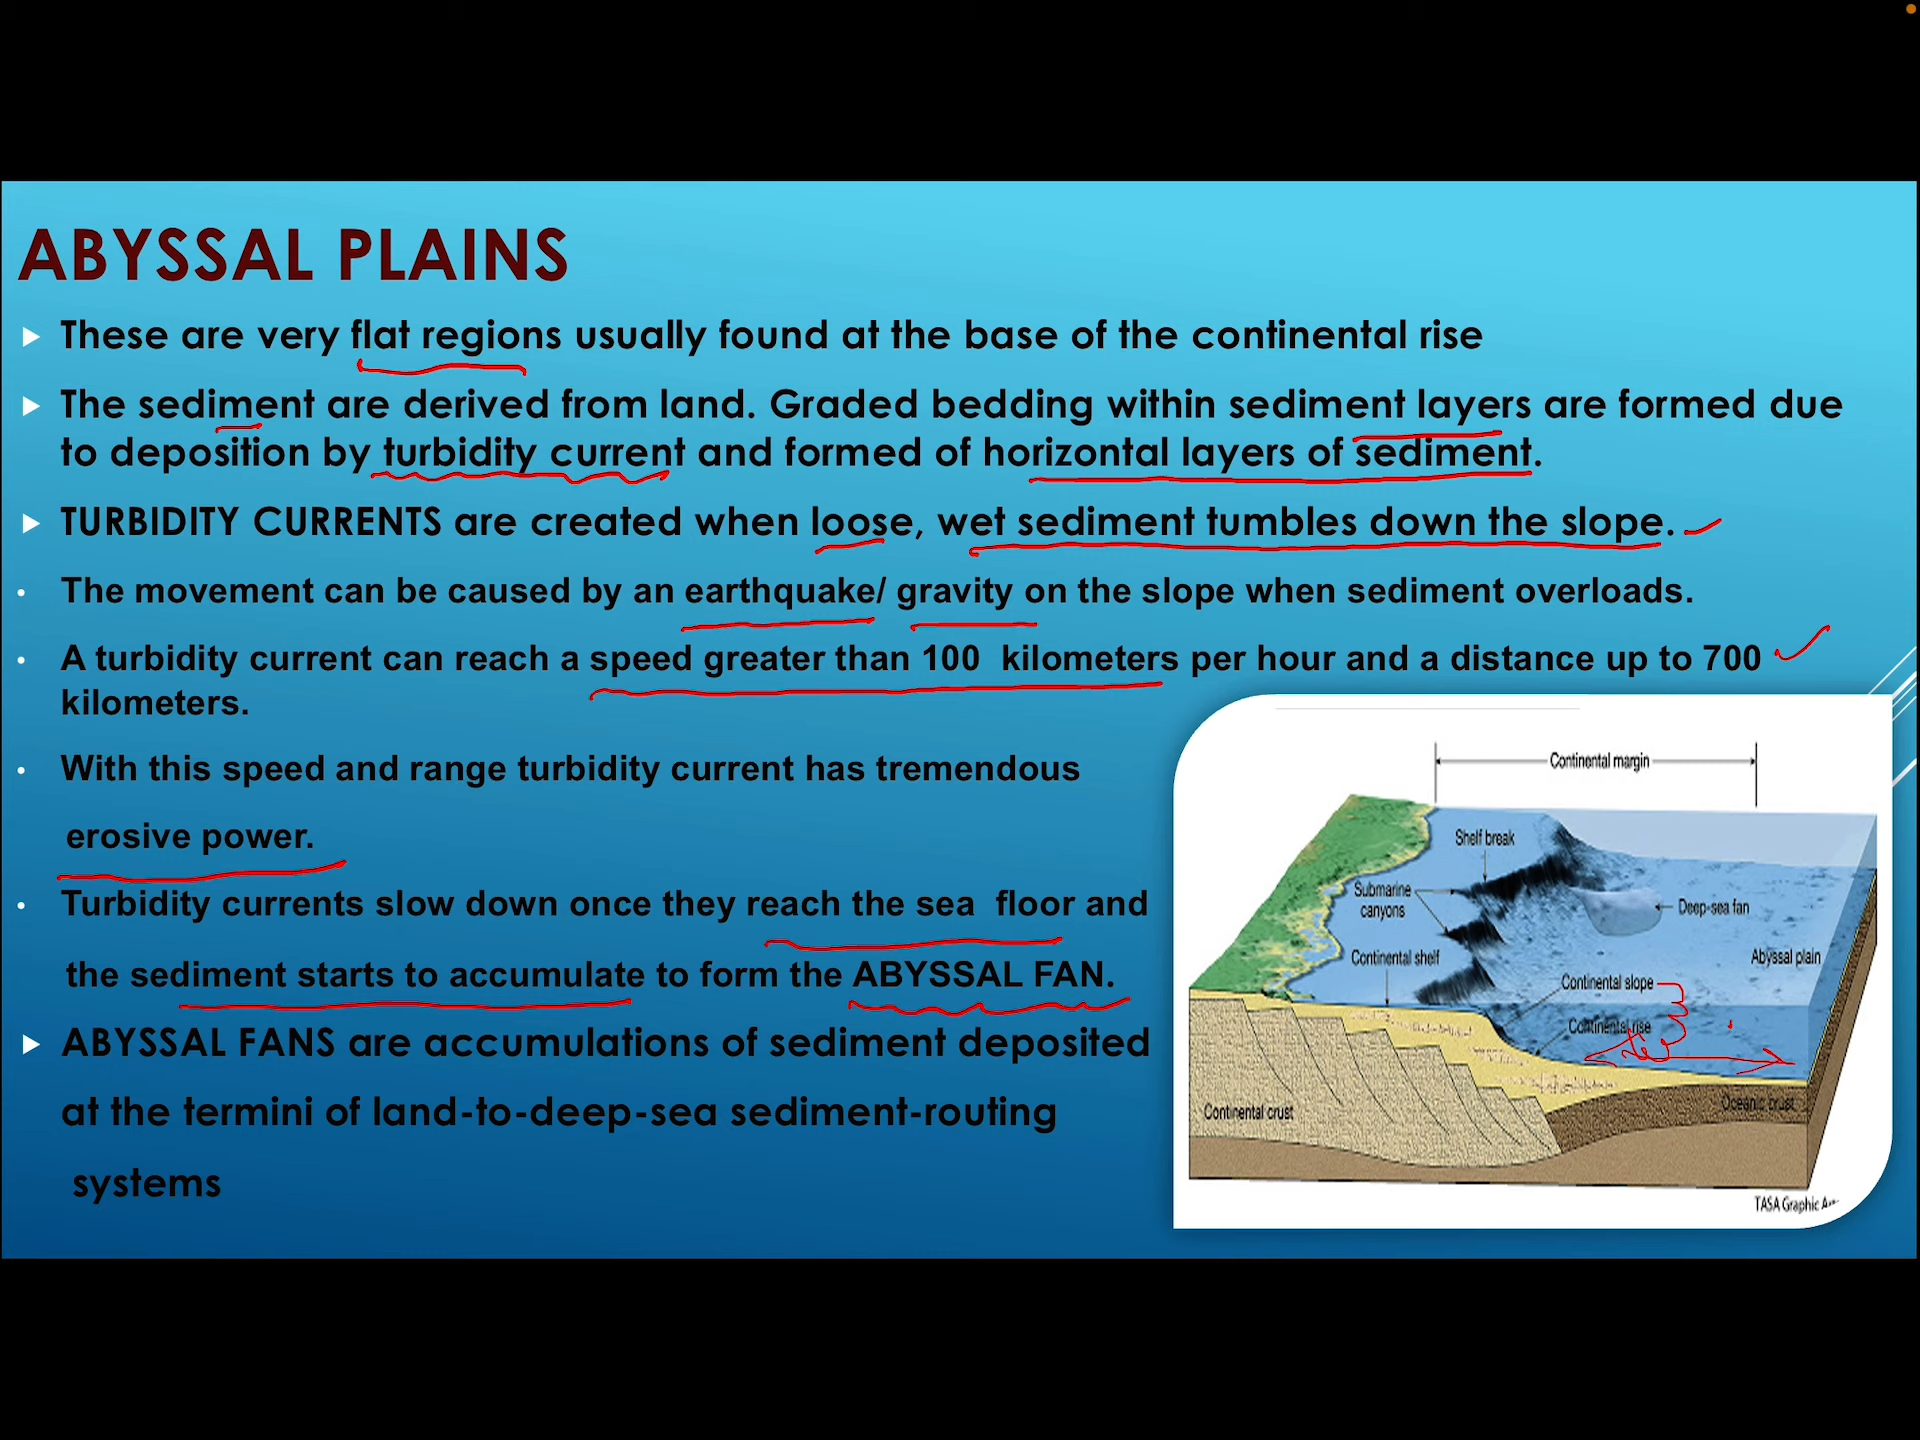 ABYSSAL PLAINS
These are very flat regions usually found at the base of the continental rise
The sediment are derived from land. Graded bedding within sediment layers are formed due
to deposition by turbidity current and formed of horizontal layers of sediment.
TURBIDITY CURRENTS are created when loose, wet sediment tumbles down the slope.
The movement can be caused by an earthquake/ gravity on the slope when sediment overloads.
A turbidity current can reach a speed greater than 100 kilometers per hour and a distance up to 700
kilometers.
With this speed and range turbidity current has tremendous
erosive power.
Turbidity currents slow down once they reach the sea floor and
the sediment starts to accumulate to form the ABYSSAL FAN.
ABYSSAL FANS are accumulations of sediment deposited
at the termini of land-to-deep-sea sediment-routing
systems
Continental margin
Shelf break
Submarine
canyons
Deep-sea fan
Continental shelf
Abyssal plain
Continental slope
Continental rise
Continental crust
Oceanic crust
TASA Graphic